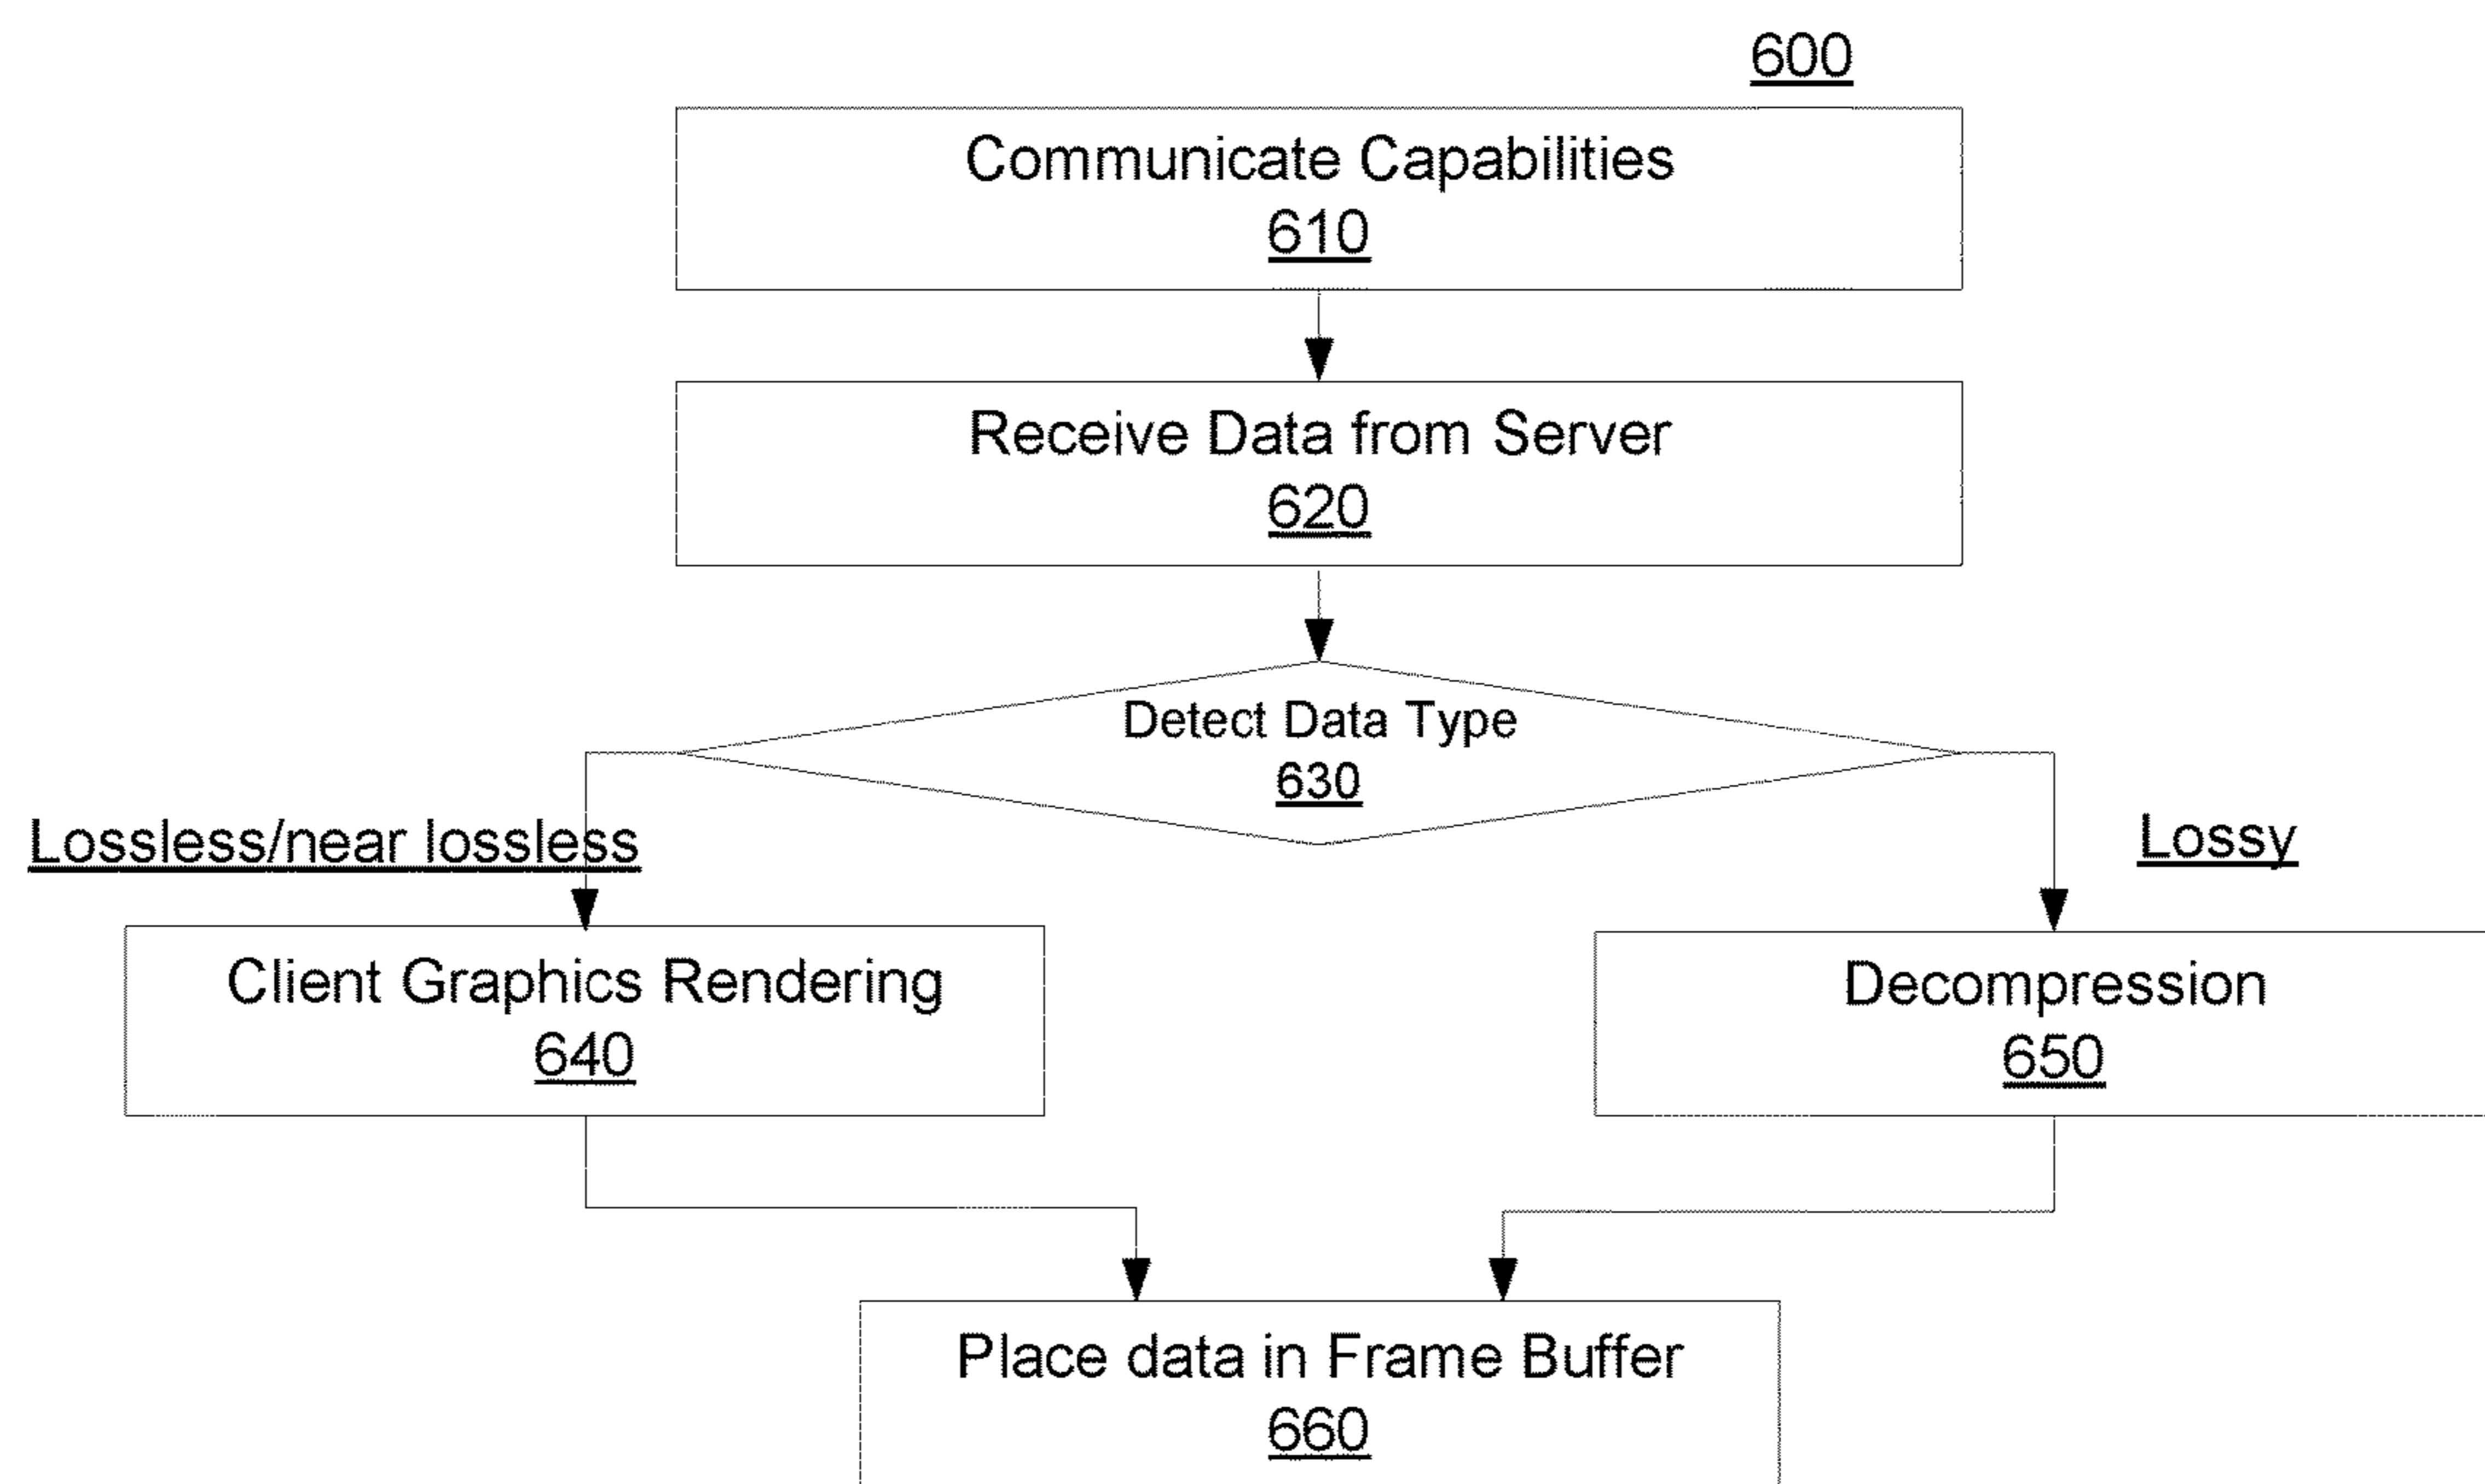 600
Communicate Capabilities
610
Receive Data from Server
620
Detect Data Type
630
Lossless/near lossless
Lossy
Client Graphics Rendering
640
Decompression
650
Place data in Frame Buffer
660